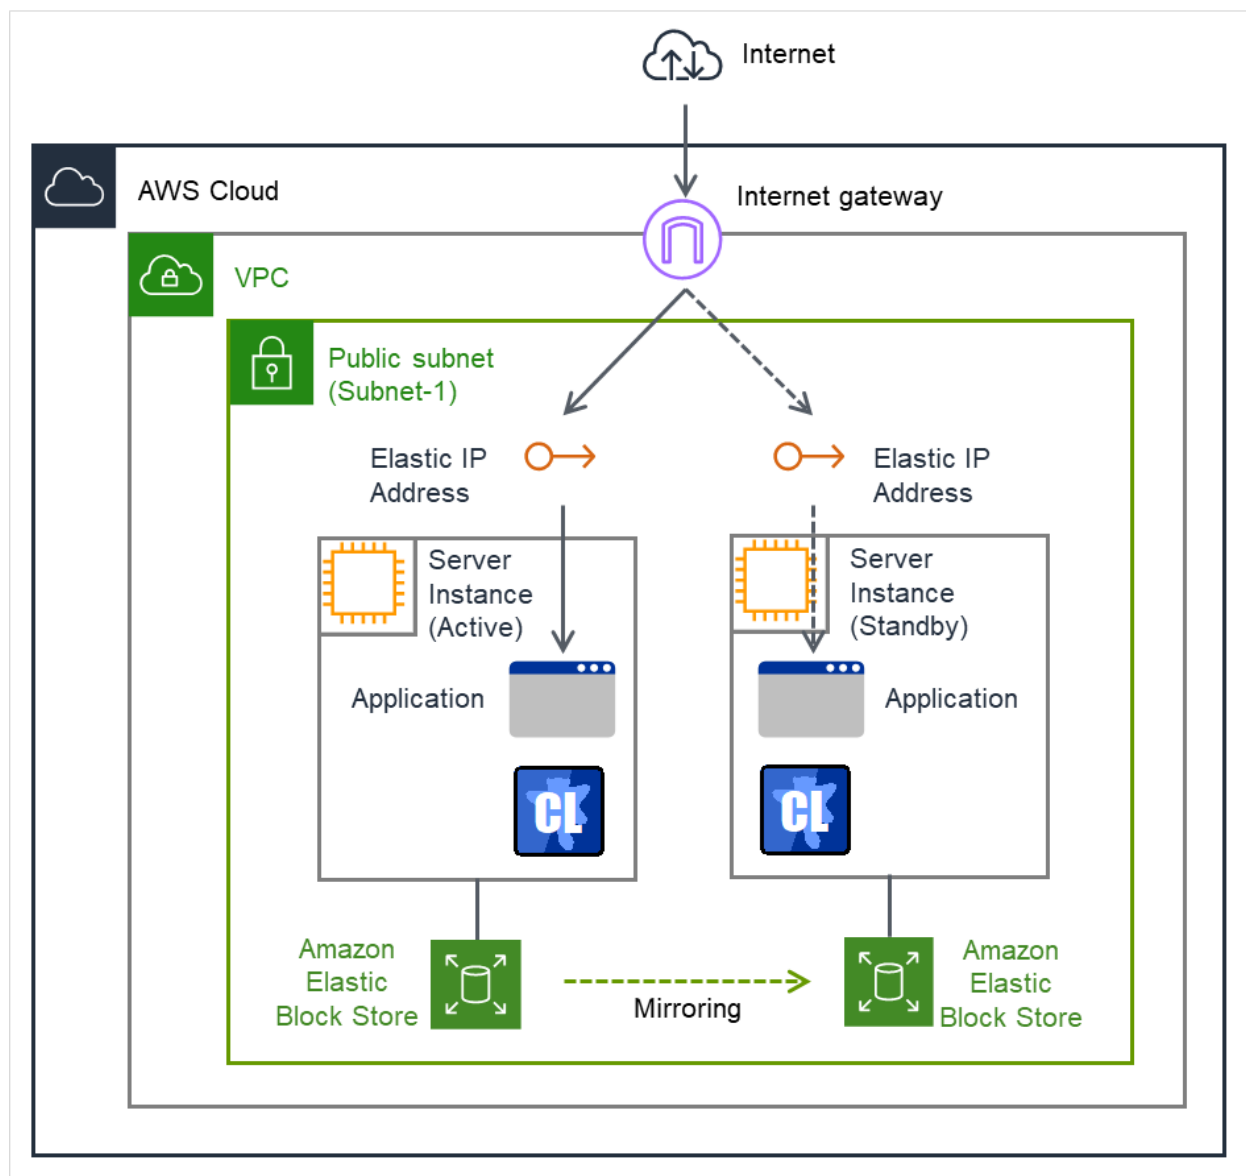 Internet
AWS Cloud
Internet gateway
VPC
Public subnet
(Subnet-1)
Elastic IP
Address
Elastic IP
Address
Server
Instance
(Active)
Server
Instance
(Standby)
Application
Application
CL
CL
Amazon
Elastic
Block Store
Mirroring
Amazon
Elastic
Block Store